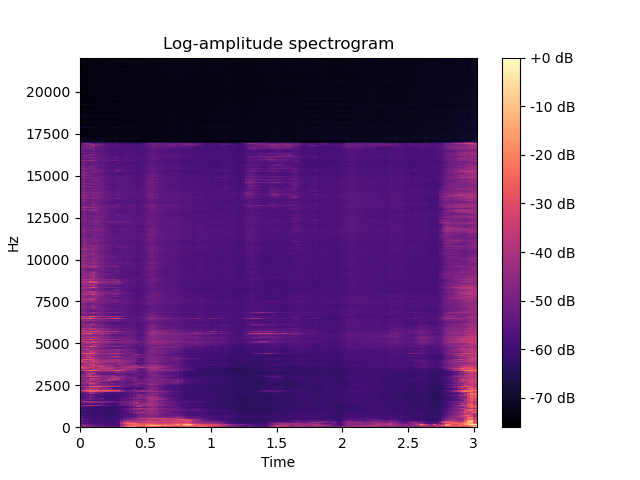 Log-amplitude spectrogram
+0 dB
20000
-10 dB
17500
-20 dB
15000
12500
-30 dB
Hz
10000
-40 dB
7500
-50 dB
5000
-60 dB
2500
-70 dB
0
0 0.5 1 1.5 2 2.5 3
Time